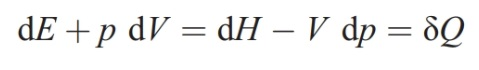 dE + p dV = dH − V dp = δQ